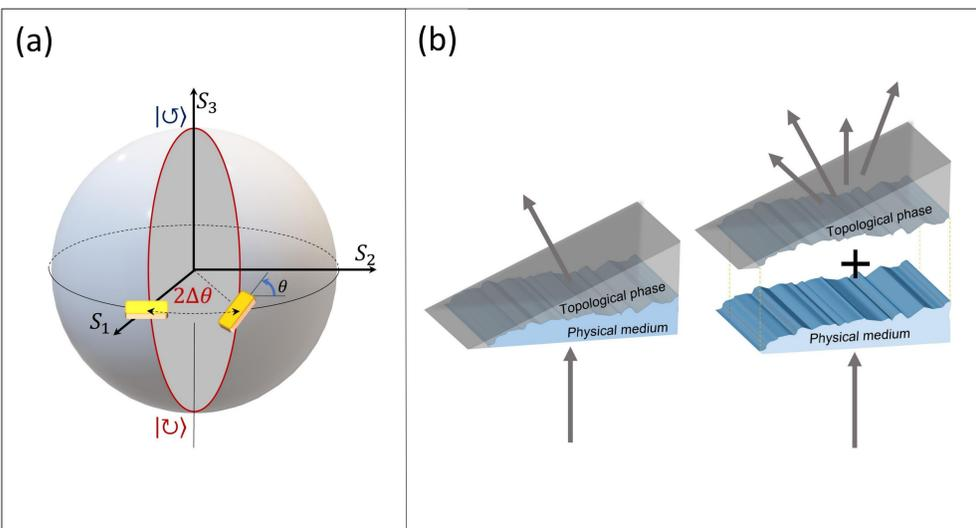 (a)
|↺⟩
S₃
S₂
θ
2Δθ
S₁
|↻⟩
(b)
Topological phase
Physical medium
Topological phase
+
Physical medium